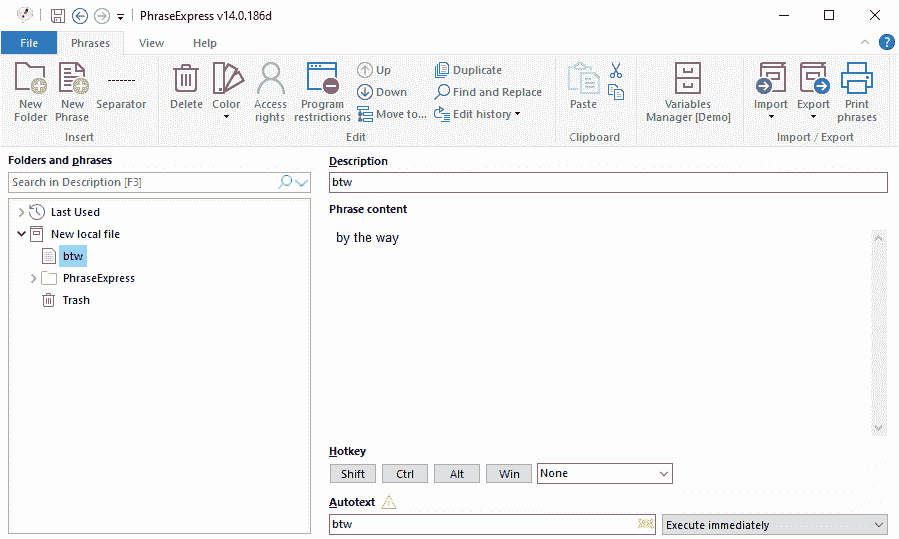 PhraseExpress v14.0.186d
File Phrases View Help
New Folder
New Phrase
Separator
Insert
Delete
Color
Access rights
Program restrictions
Up
Down
Move to...
Duplicate
Find and Replace
Edit history
Edit
Paste
Clipboard
Variables Manager [Demo]
Import
Export
Print phrases
Import / Export
Folders and phrases
Search in Description [F3]
Last Used
New local file
btw
PhraseExpress
Trash
Description
btw
Phrase content
by the way
Hotkey
Shift Ctrl Alt Win None
Autotext
btw
Execute immediately